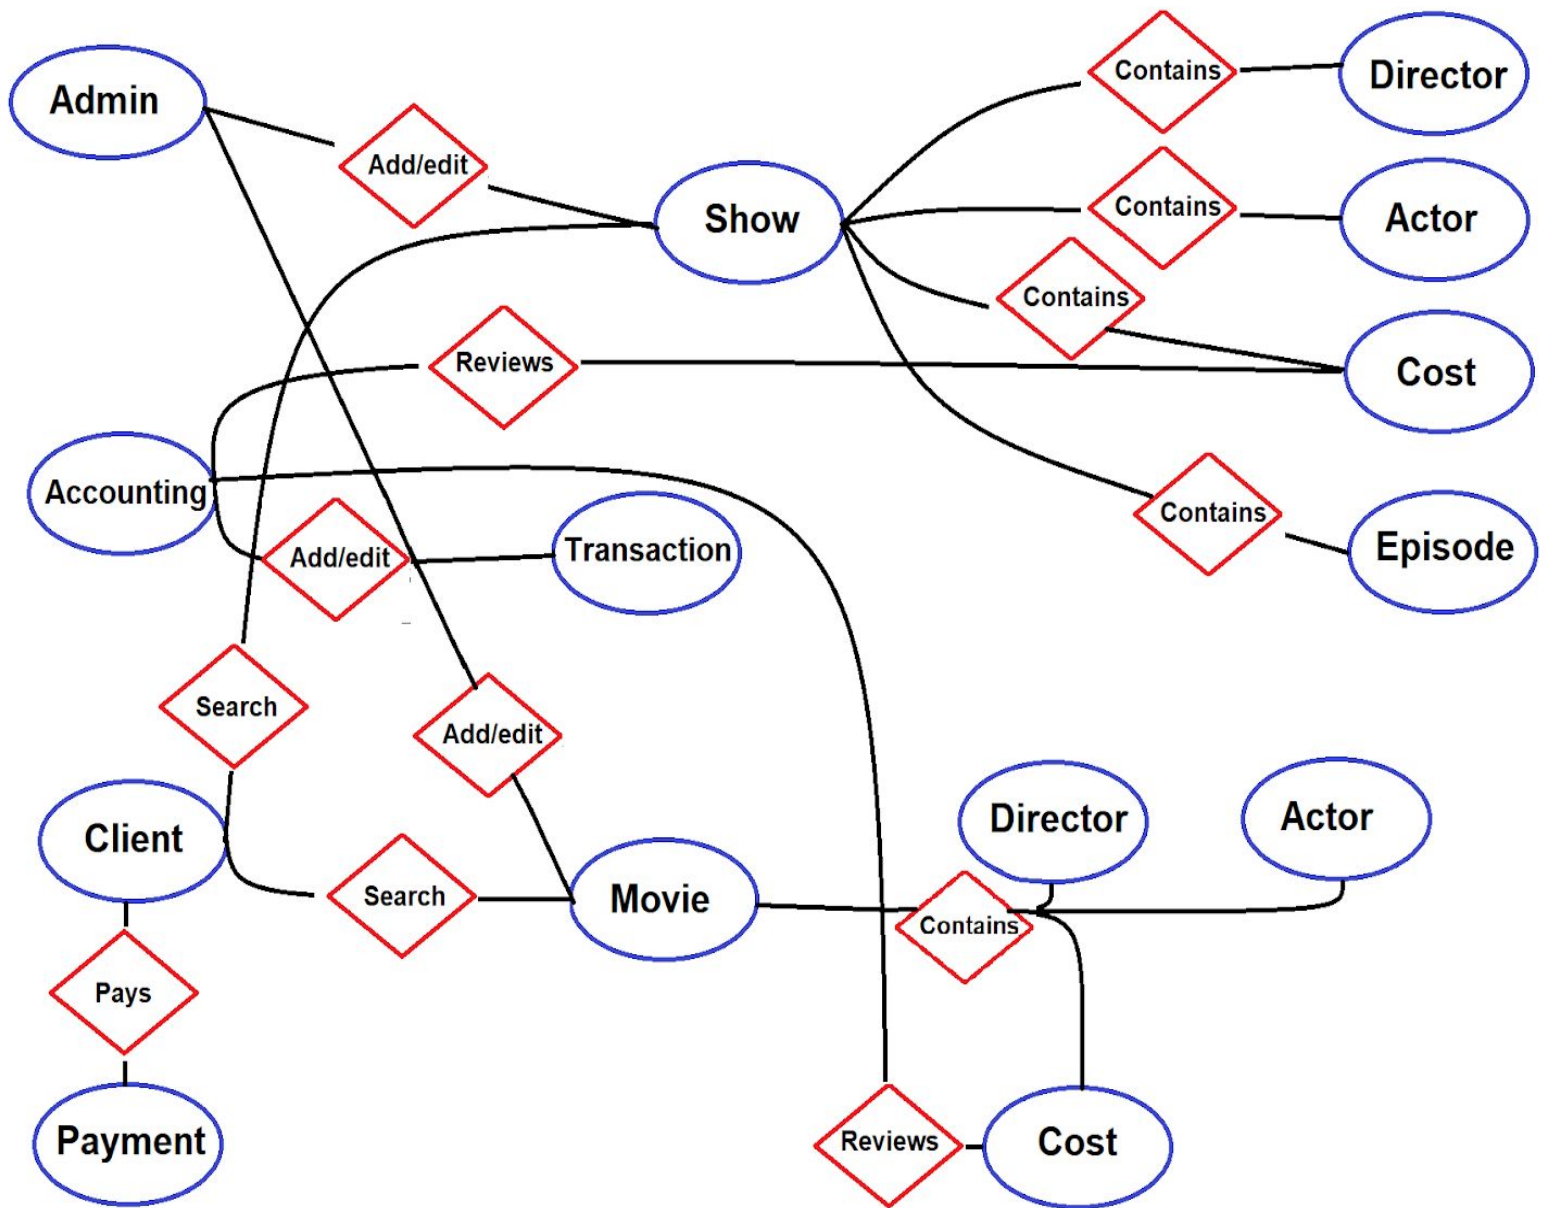 Contains
Director
Admin
Add/edit
Show
Contains
Actor
Contains
Reviews
Cost
Accounting
Contains
Episode
Add/edit
Transaction
Search
Add/edit
Client
Search
Movie
Director
Actor
Contains
Pays
Payment
Reviews
Cost